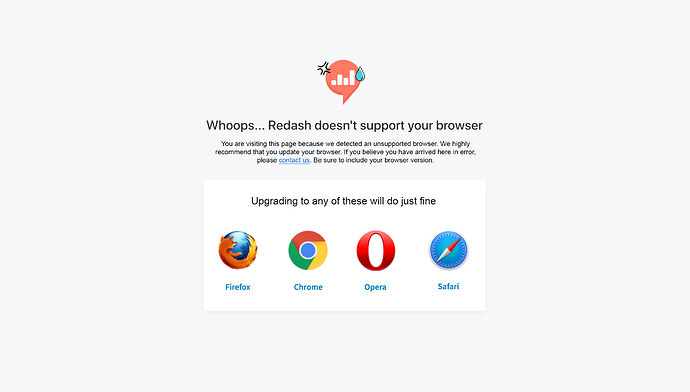 Whoops... Redash doesn't support your browser
You are visiting this page because we detected an unsupported browser. We highly
recommend that you update your browser. If you believe you have arrived here in error,
please contact us. Be sure to include your browser version.
Upgrading to any of these will do just fine
Firefox Chrome Opera Safari